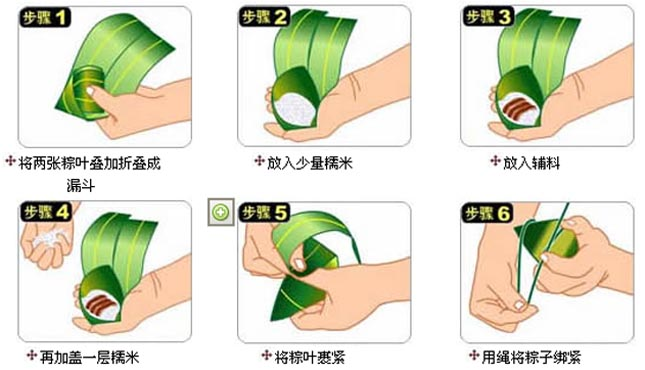 步骤 1
步骤 2
步骤 3
将两张粽叶叠加折叠成
漏斗
放入少量糯米
放入辅料
步骤 4
步骤 5
步骤 6
再加盖一层糯米
将粽叶裹紧
用绳将粽子绑紧